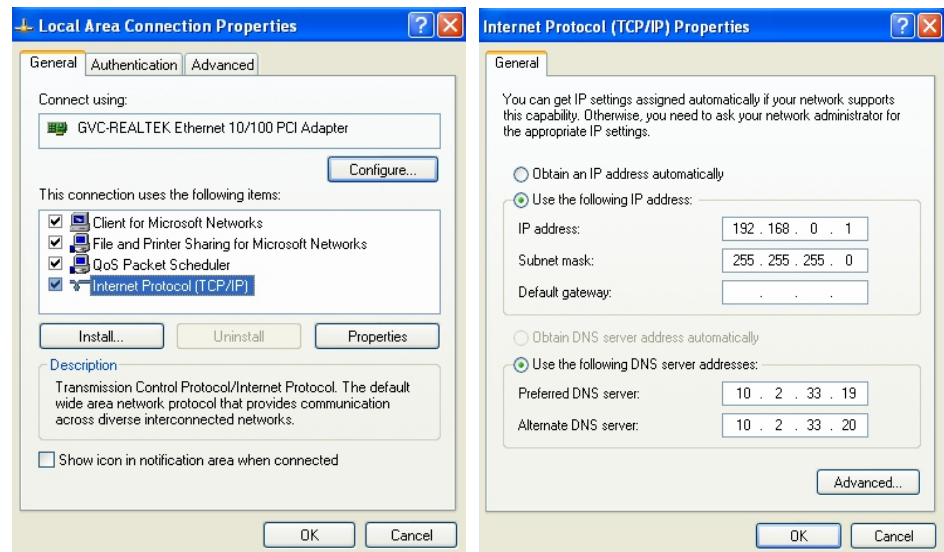 Local Area Connection Properties
General
Authentication
Advanced
Connect using:
GVC-REALTEK Ethernet 10/100 PCI Adapter
Configure...
This connection uses the following items:
Client for Microsoft Networks
File and Printer Sharing for Microsoft Networks
QoS Packet Scheduler
Internet Protocol (TCP/IP)
Install...
Uninstall
Properties
Description
Transmission Control Protocol/Internet Protocol. The default
wide area network protocol that provides communication
across diverse interconnected networks.
Show icon in notification area when connected
OK
Cancel
Internet Protocol (TCP/IP) Properties
General
You can get IP settings assigned automatically if your network supports
this capability. Otherwise, you need to ask your network administrator for
the appropriate IP settings.
Obtain an IP address automatically
Use the following IP address:
IP address: 192 . 168 . 0 . 1
Subnet mask: 255 . 255 . 255 . 0
Default gateway: . . .
Obtain DNS server address automatically
Use the following DNS server addresses:
Preferred DNS server: 10 . 2 . 33 . 19
Alternate DNS server: 10 . 2 . 33 . 20
Advanced...
OK
Cancel